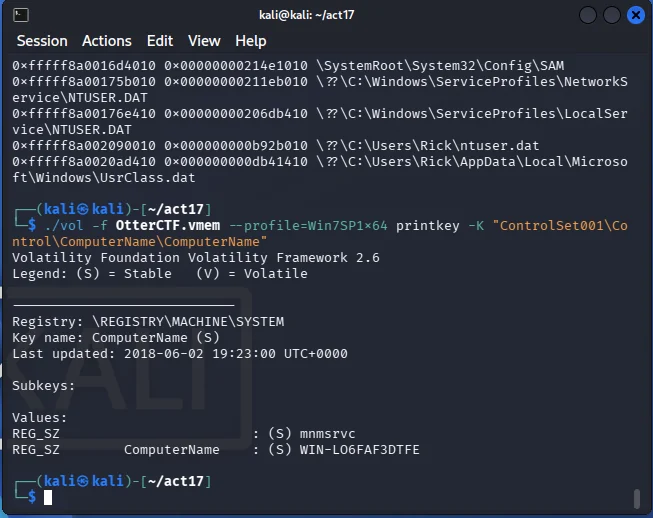 kali@kali: ~/act17
Session Actions Edit View Help
0×fffff8a0016d4010 0×00000000214e1010 \SystemRoot\System32\Config\SAM
0×fffff8a00175b010 0×00000000211eb010 \??\C:\Windows\ServiceProfiles\NetworkS
ervice\NTUSER.DAT
0×fffff8a00176e410 0×00000000206db410 \??\C:\Windows\ServiceProfiles\LocalSer
vice\NTUSER.DAT
0×fffff8a002090010 0×000000000b92b010 \??\C:\Users\Rick\ntuser.dat
0×fffff8a0020ad410 0×000000000db41410 \??\C:\Users\Rick\AppData\Local\Microso
ft\Windows\UsrClass.dat
┌──(kali㉿kali)-[~/act17]
└─$ ./vol -f OtterCTF.vmem --profile=Win7SP1×64 printkey -K "ControlSet001\Co
ntrol\ComputerName\ComputerName"
Volatility Foundation Volatility Framework 2.6
Legend: (S) = Stable (V) = Volatile
----------------------------
Registry: \REGISTRY\MACHINE\SYSTEM
Key name: ComputerName (S)
Last updated: 2018-06-02 19:23:00 UTC+0000
Subkeys:
Values:
REG_SZ : (S) mnmsrvc
REG_SZ ComputerName : (S) WIN-LO6FAF3DTFE
┌──(kali㉿kali)-[~/act17]
└─$
KALI